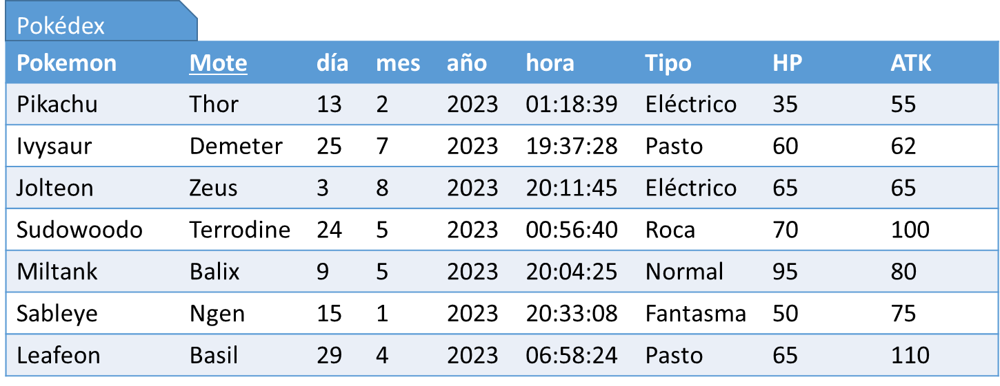 Pokédex
Pokemon Mote día mes año hora Tipo HP ATK
Pikachu Thor 13 2 2023 01:18:39 Eléctrico 35 55
Ivysaur Demeter 25 7 2023 19:37:28 Pasto 60 62
Jolteon Zeus 3 8 2023 20:11:45 Eléctrico 65 65
Sudowoodo Terrodine 24 5 2023 00:56:40 Roca 70 100
Miltank Balix 9 5 2023 20:04:25 Normal 95 80
Sableye Ngen 15 1 2023 20:33:08 Fantasma 50 75
Leafeon Basil 29 4 2023 06:58:24 Pasto 65 110